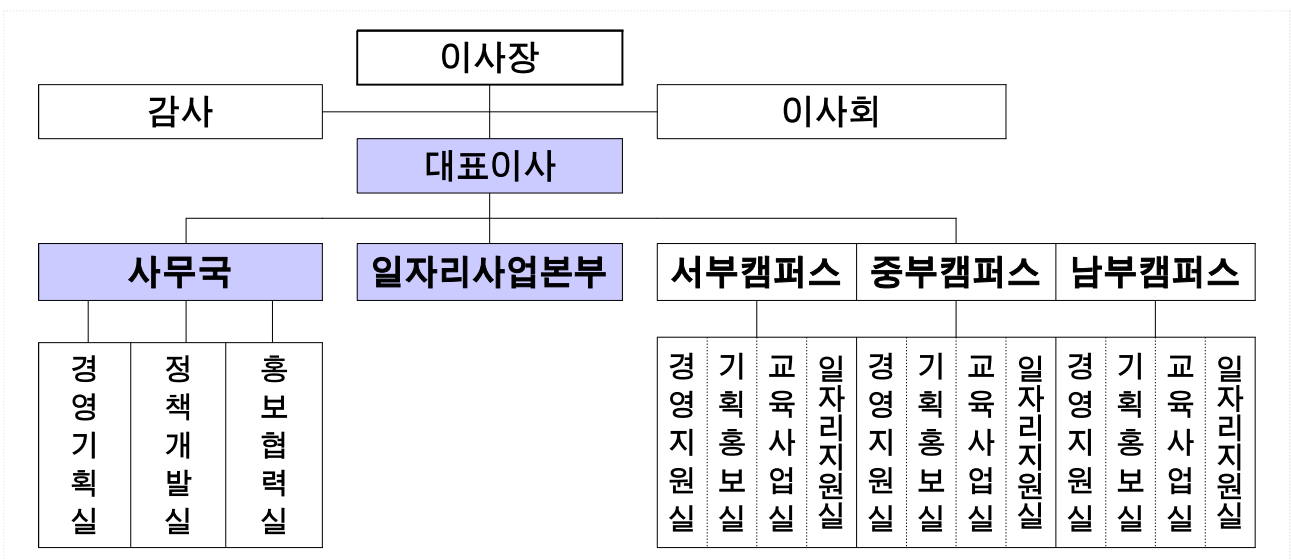 이사장
감사
이사회
대표이사
사무국
일자리사업본부
서부캠퍼스
중부캠퍼스
남부캠퍼스
경영기획실
정책개발실
홍보협력실
경영지원실
기획홍보실
교육사업실
일자리지원실
경영지원실
기획홍보실
교육사업실
일자리지원실
경영지원실
기획홍보실
교육사업실
일자리지원실